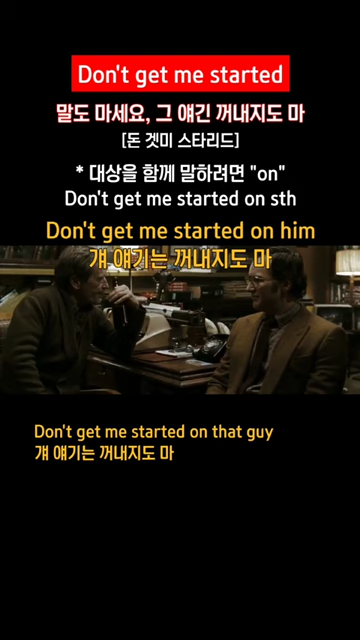 Don't get me started
말도 마세요, 그 얘긴 꺼내지도 마
[돈 겟미 스타리드]
* 대상을 함께 말하려면 "on"
Don't get me started on sth
Don't get me started on him
걔 얘기는 꺼내지도 마
Don't get me started on that guy
걔 얘기는 꺼내지도 마